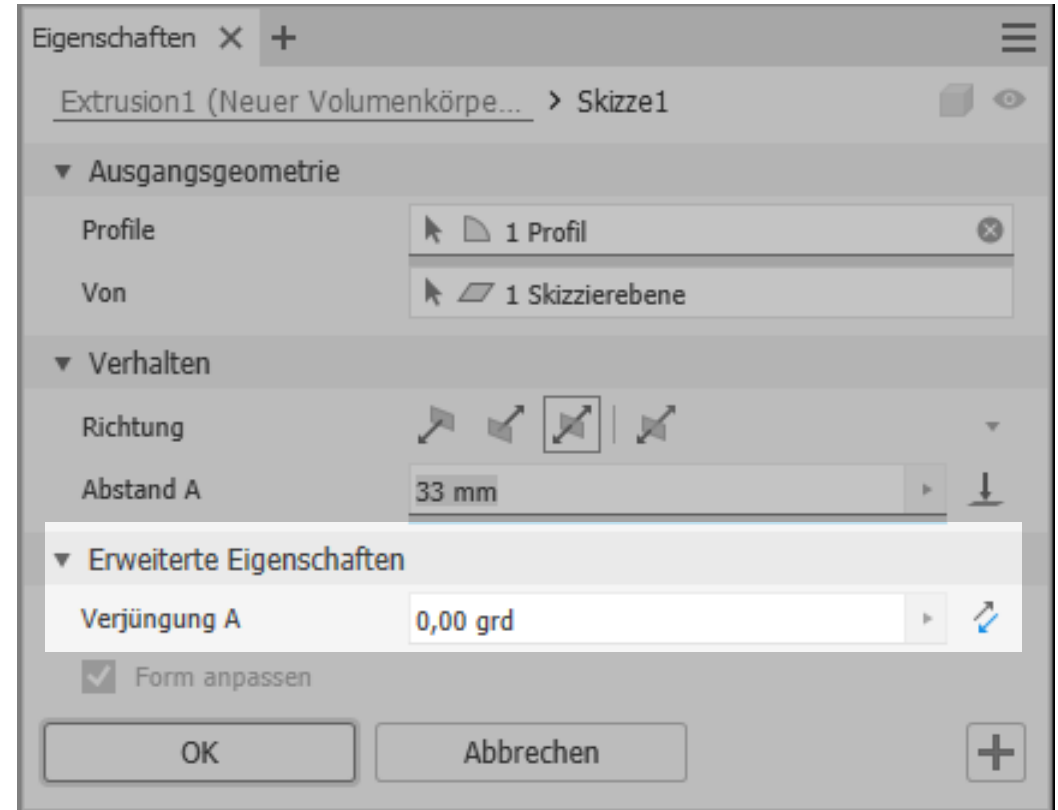 Eigenschaften
Extrusion1 (Neuer Volumenkörpe... > Skizze1
Ausgangsgeometrie
Profile 1 Profil
Von 1 Skizzierebene
Verhalten
Richtung
Abstand A 33 mm
Erweiterte Eigenschaften
Verjüngung A 0,00 grd
Form anpassen
OK Abbrechen